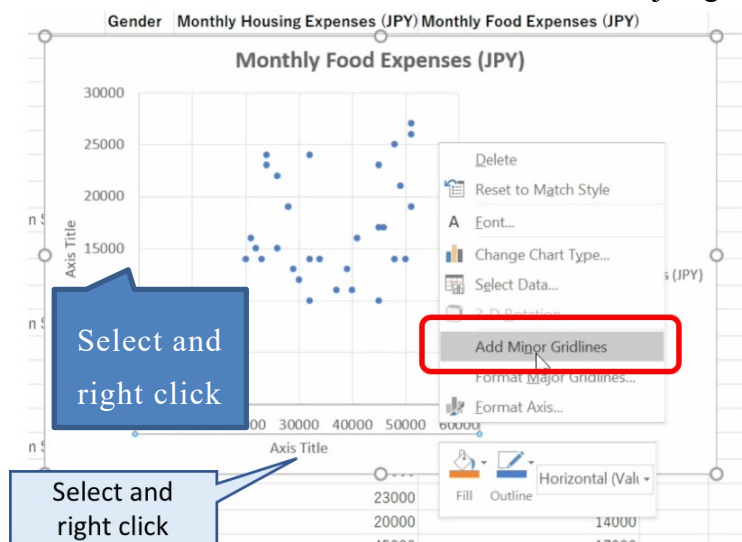 Gender Monthly Housing Expenses (JPY) Monthly Food Expenses (JPY)
Monthly Food Expenses (JPY)
30000
25000
20000
15000
Axis Title
Delete
Reset to Match Style
A Font...
Change Chart Type...
Select Data...
3-D Rotation...
Add Minor Gridlines
Format Major Gridlines...
Format Axis...
(JPY)
Select and
right click
30000 40000 50000 60000
Axis Title
Fill Outline Horizontal (Valu
Select and
right click
23000
20000 14000